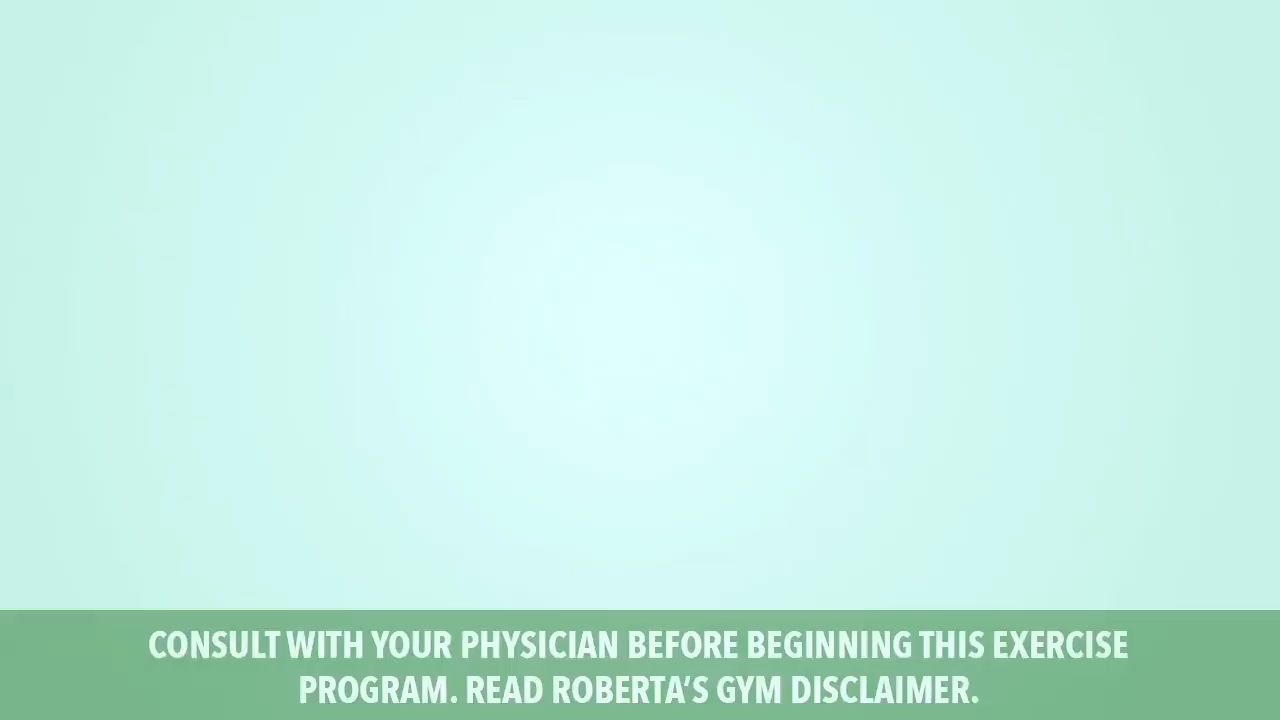 CONSULT WITH YOUR PHYSICIAN BEFORE BEGINNING THIS EXERCISE
PROGRAM. READ ROBERTA’S GYM DISCLAIMER.